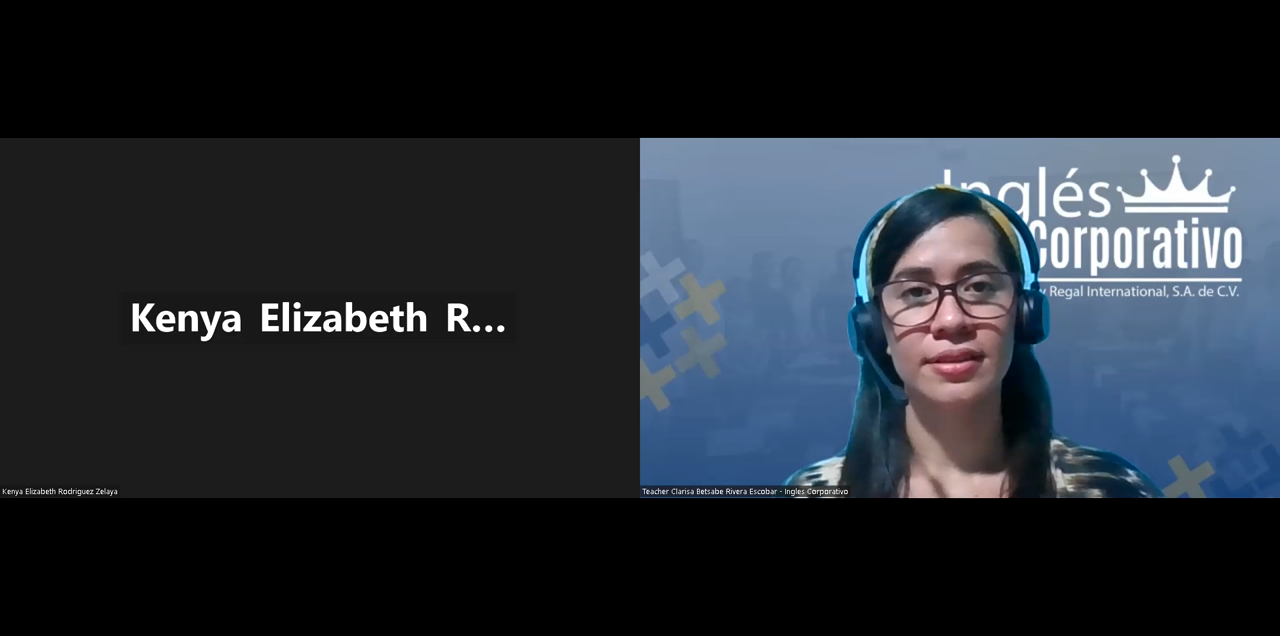 Kenya Elizabeth R...
Kenya Elizabeth Rodriguez Zelaya
Inglés
Corporativo
y Regal International, S.A. de C.V.
Teacher Clarisa Betsabe Rivera Escobar - Ingles Corporativo